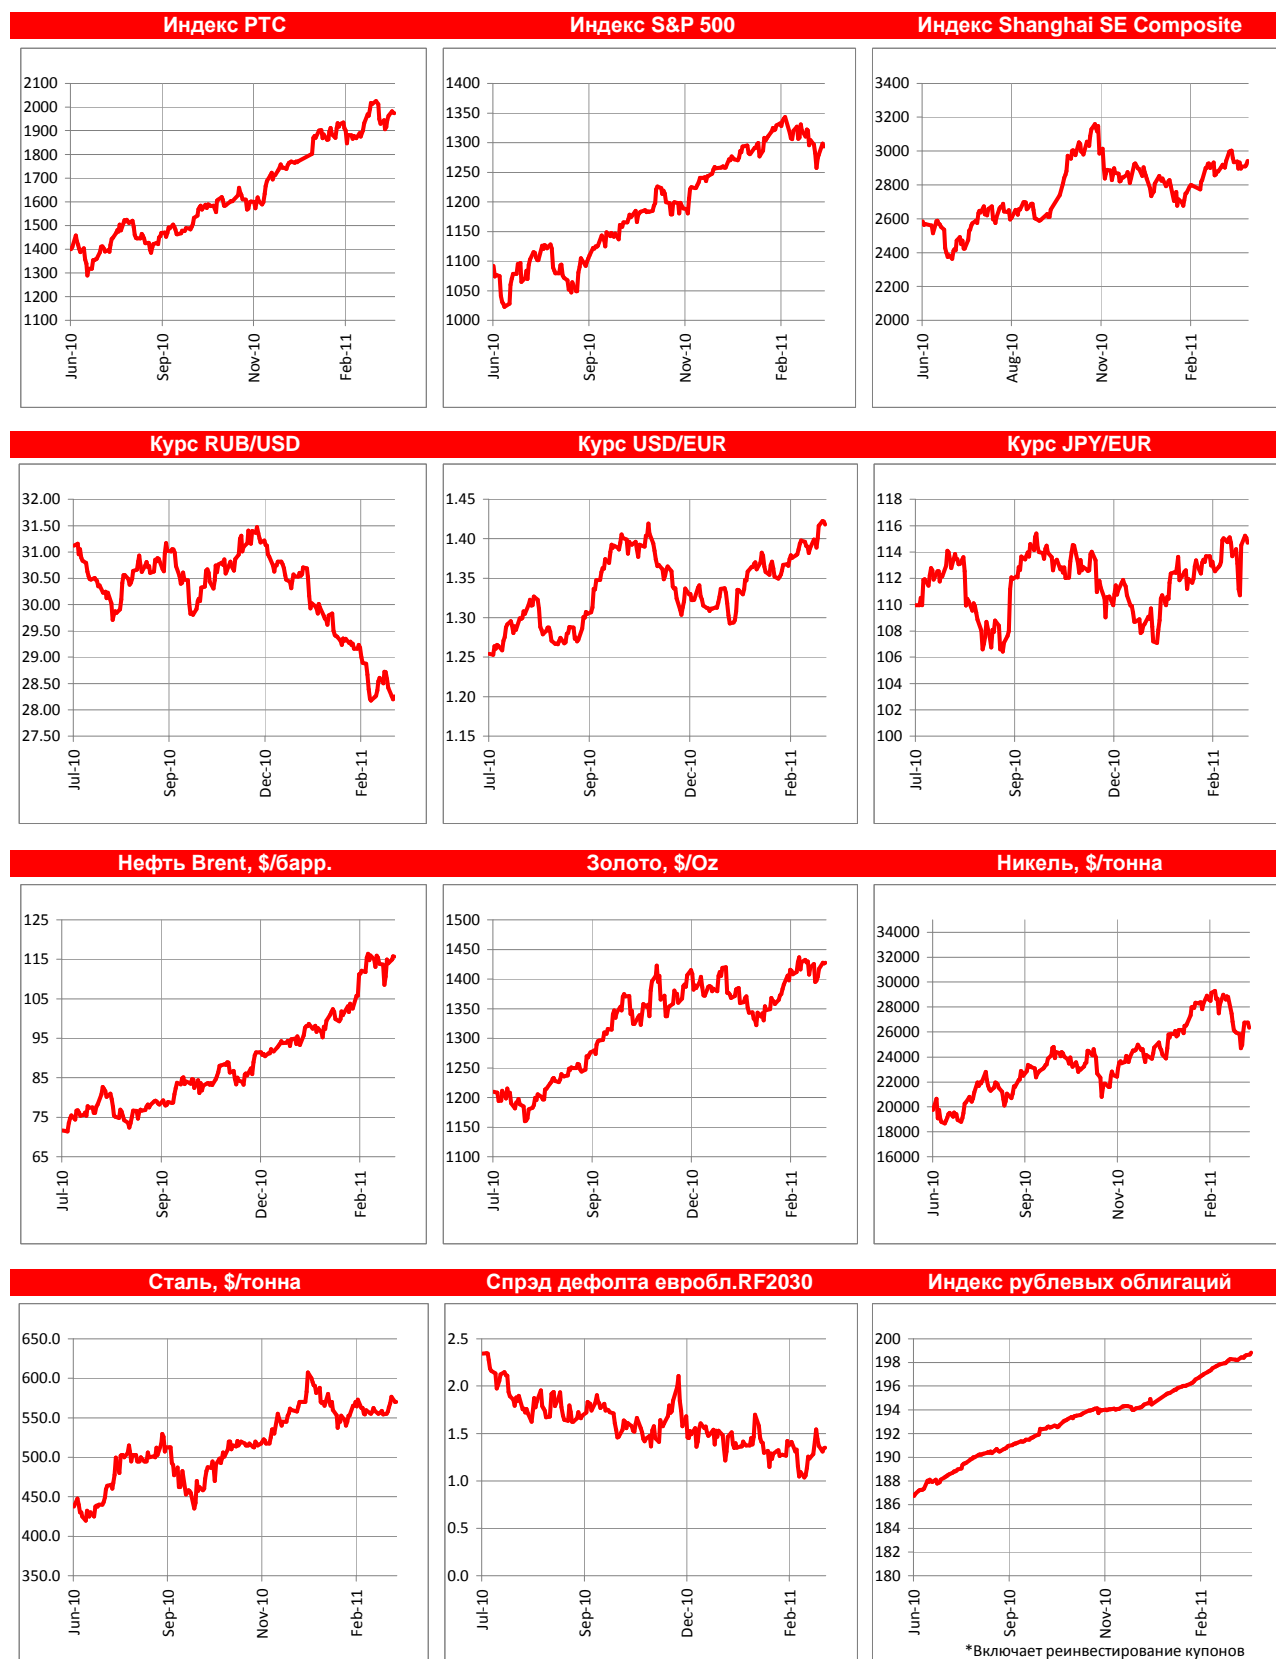 Индекс РТС
Индекс S&P 500
Индекс Shanghai SE Composite
2100
2000
1900
1800
1700
1600
1500
1400
1300
1200
1100
Jun-10
Sep-10
Nov-10
Feb-11
1400
1350
1300
1250
1200
1150
1100
1050
1000
Jun-10
Sep-10
Nov-10
Feb-11
3400
3200
3000
2800
2600
2400
2200
2000
Jun-10
Aug-10
Nov-10
Feb-11
Курс RUB/USD
Курс USD/EUR
Курс JPY/EUR
32.00
31.50
31.00
30.50
30.00
29.50
29.00
28.50
28.00
27.50
Jul-10
Sep-10
Dec-10
Feb-11
1.45
1.40
1.35
1.30
1.25
1.20
1.15
Jul-10
Sep-10
Dec-10
Feb-11
118
116
114
112
110
108
106
104
102
100
Jul-10
Sep-10
Dec-10
Feb-11
Нефть Brent, $/барр.
Золото, $/Oz
Никель, $/тонна
125
115
105
95
85
75
65
Jul-10
Sep-10
Dec-10
Feb-11
1500
1450
1400
1350
1300
1250
1200
1150
1100
Jul-10
Sep-10
Dec-10
Feb-11
34000
32000
30000
28000
26000
24000
22000
20000
18000
16000
Jun-10
Sep-10
Nov-10
Feb-11
Сталь, $/тонна
Спрэд дефолта евробл.RF2030
Индекс рублевых облигаций
650.0
600.0
550.0
500.0
450.0
400.0
350.0
Jun-10
Sep-10
Nov-10
Feb-11
2.5
2.0
1.5
1.0
0.5
0.0
Jul-10
Sep-10
Dec-10
Feb-11
200
198
196
194
192
190
188
186
184
182
180
Jun-10
Sep-10
Nov-10
Feb-11
*Включает реинвестирование купонов